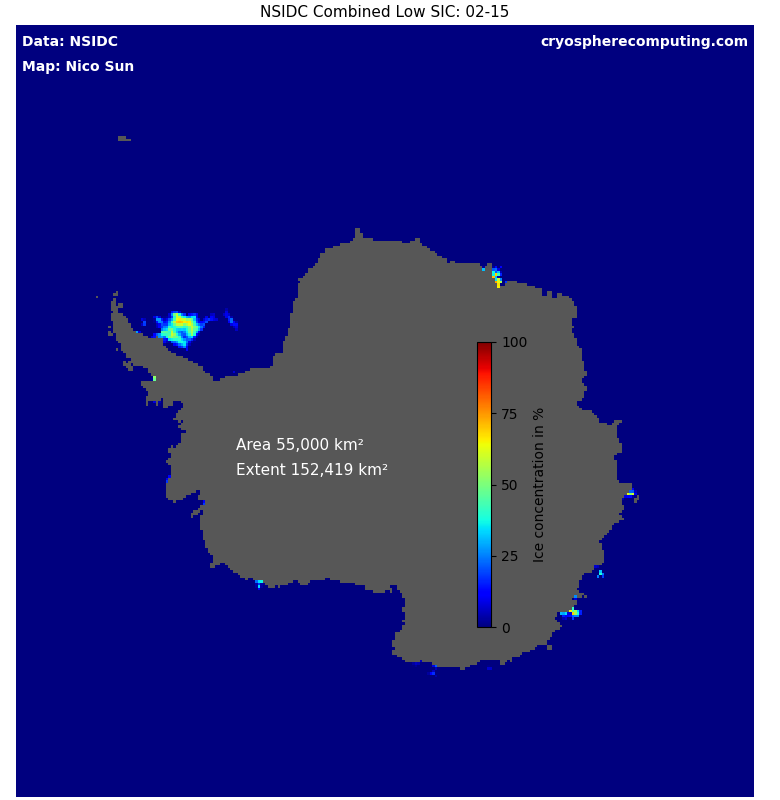 NSIDC Combined Low SIC: 02-15
Data: NSIDC
cryospherecomputing.com
Map: Nico Sun
100
75
50
25
0
Ice concentration in %
Area 55,000 km²
Extent 152,419 km²